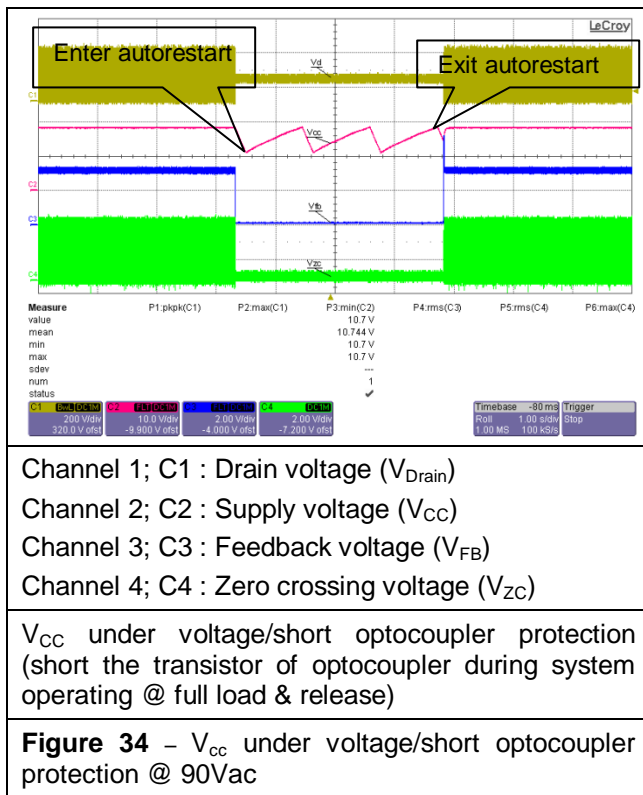 LeCroy
Enter autorestart
Exit autorestart
Vd
Vcc
Vfb
Vzc
C1
C2
C3
C4
Measure P1:pkpk(C1) P2:max(C1) P3:min(C2) P4:rms(C3) P5:rms(C4) P6:max(C4)
value 10.7 V
mean 10.744 V
min 10.7 V
max 10.7 V
sdev ---
num 1
status ✓
C1 BwL DC1M C2 FLT DC1M C3 FLT DC1M C4 DC1M Timebase -80 ms Trigger
200 V/div 10.0 V/div 2.00 V/div 2.00 V/div Roll 1.00 s/div Stop
320.0 V ofst -9.900 V ofst -4.000 V ofst -7.200 V ofst 1.00 MS 100 kS/s
Channel 1; C1 : Drain voltage (VDrain)
Channel 2; C2 : Supply voltage (VCC)
Channel 3; C3 : Feedback voltage (VFB)
Channel 4; C4 : Zero crossing voltage (VZC)
VCC under voltage/short optocoupler protection
(short the transistor of optocoupler during system
operating @ full load & release)
Figure 34 – Vcc under voltage/short optocoupler
protection @ 90Vac